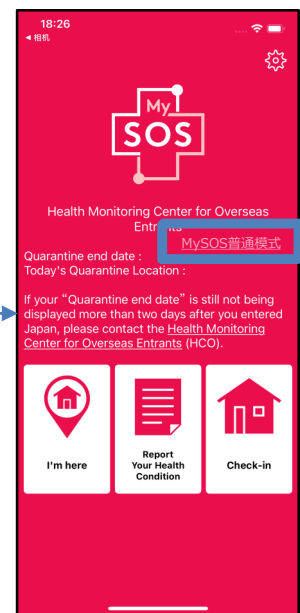 18:26
◀ 相机
My
SOS
Health Monitoring Center for Overseas
Entrants
MySOS普通模式
Quarantine end
date :
Today's Quarantine Location :
If your “Quarantine end date” is still not being
displayed more than two days after you entered
Japan, please contact the Health Monitoring
Center for Overseas Entrants (HCO).
I'm here
Report
Your Health
Condition
Check-in